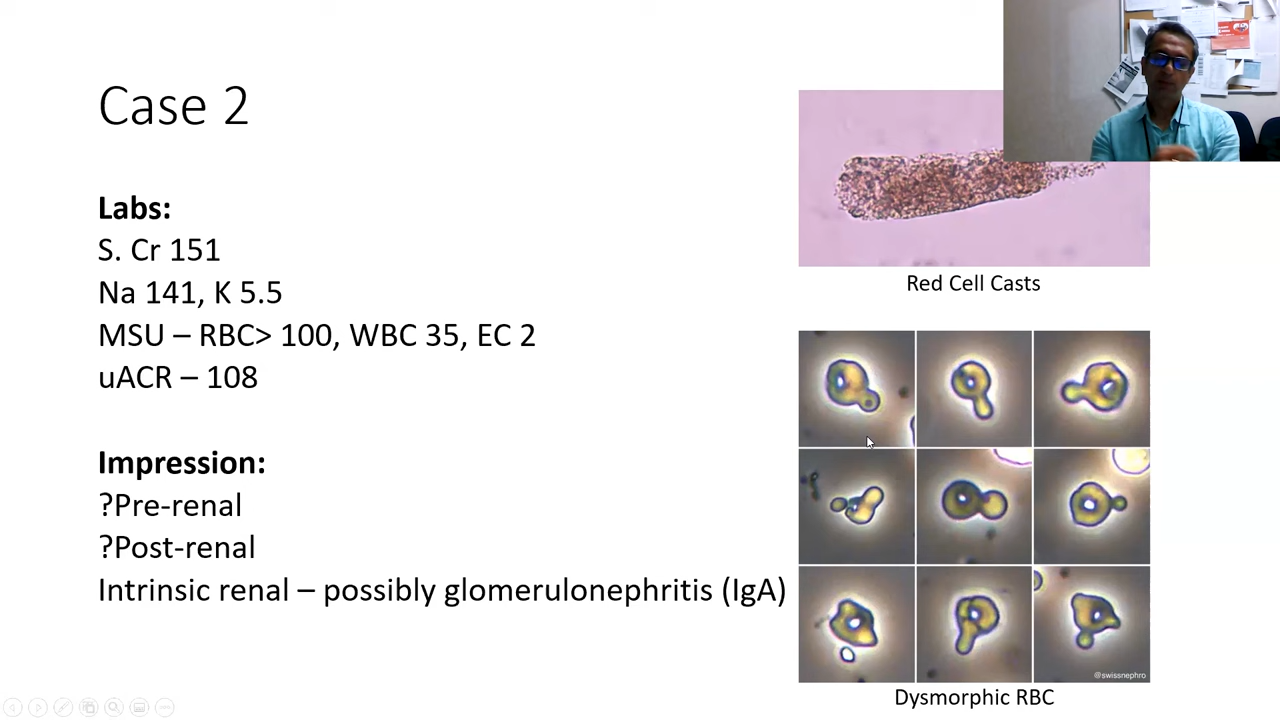 Case 2
Labs:
S. Cr 151
Na 141, K 5.5
MSU – RBC> 100, WBC 35, EC 2
uACR – 108
Impression:
?Pre-renal
?Post-renal
Intrinsic renal – possibly glomerulonephritis (IgA)
Red Cell Casts
@swissnephro
Dysmorphic RBC